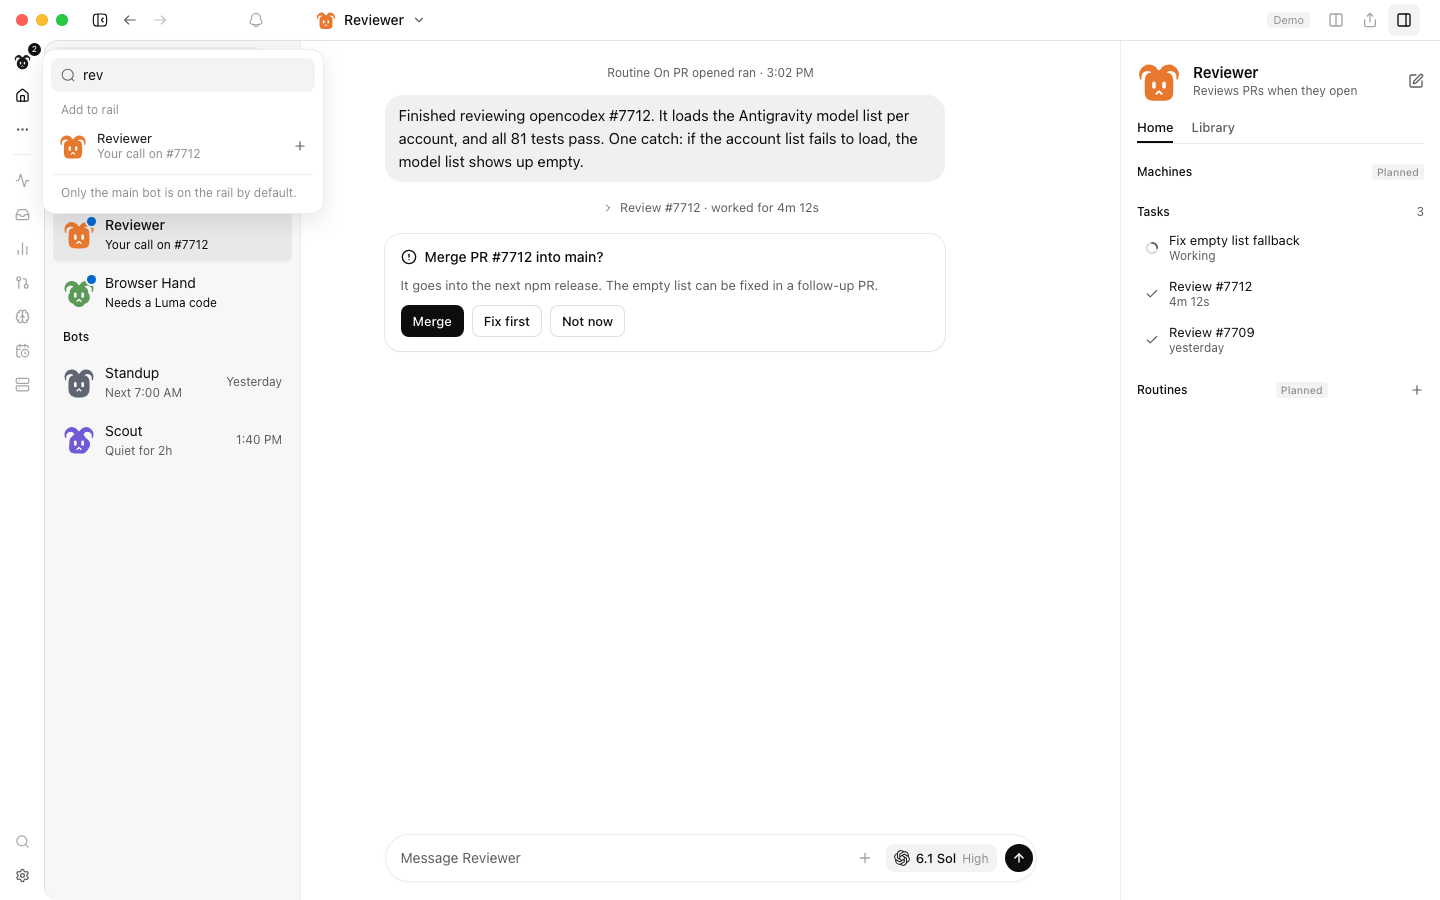 Reviewer
Demo
2
rev
Add to rail
Reviewer
Your call on #7712
Only the main bot is on the rail by default.
Reviewer
Your call on #7712
Browser Hand
Needs a Luma code
Bots
Standup
Next 7:00 AM
Yesterday
Scout
Quiet for 2h
1:40 PM
Routine On PR opened ran · 3:02 PM
Finished reviewing opencodex #7712. It loads the Antigravity model list per
account, and all 81 tests pass. One catch: if the account list fails to load, the
model list shows up empty.
Review #7712 · worked for 4m 12s
Merge PR #7712 into main?
It goes into the next npm release. The empty list can be fixed in a follow-up PR.
Merge
Fix first
Not now
Message Reviewer
6.1 Sol High
Reviewer
Reviews PRs when they open
Home
Library
Machines
Planned
Tasks
3
Fix empty list fallback
Working
Review #7712
4m 12s
Review #7709
yesterday
Routines
Planned